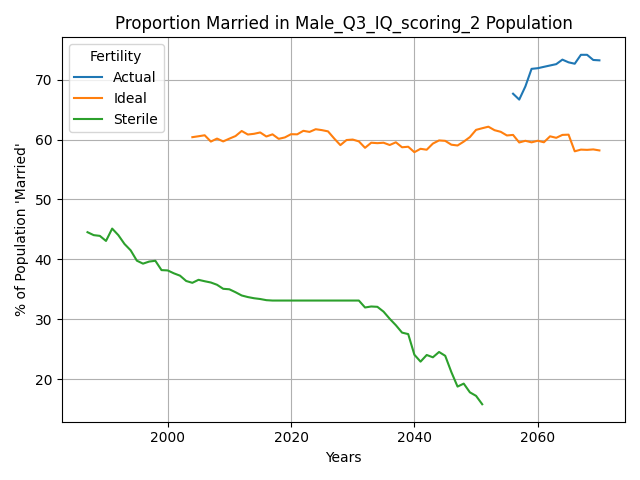 Proportion Married in Male_Q3_IQ_scoring_2 Population
Fertility
Actual
Ideal
Sterile
% of Population 'Married'
70
60
50
40
30
20
2000
2020
2040
2060
Years